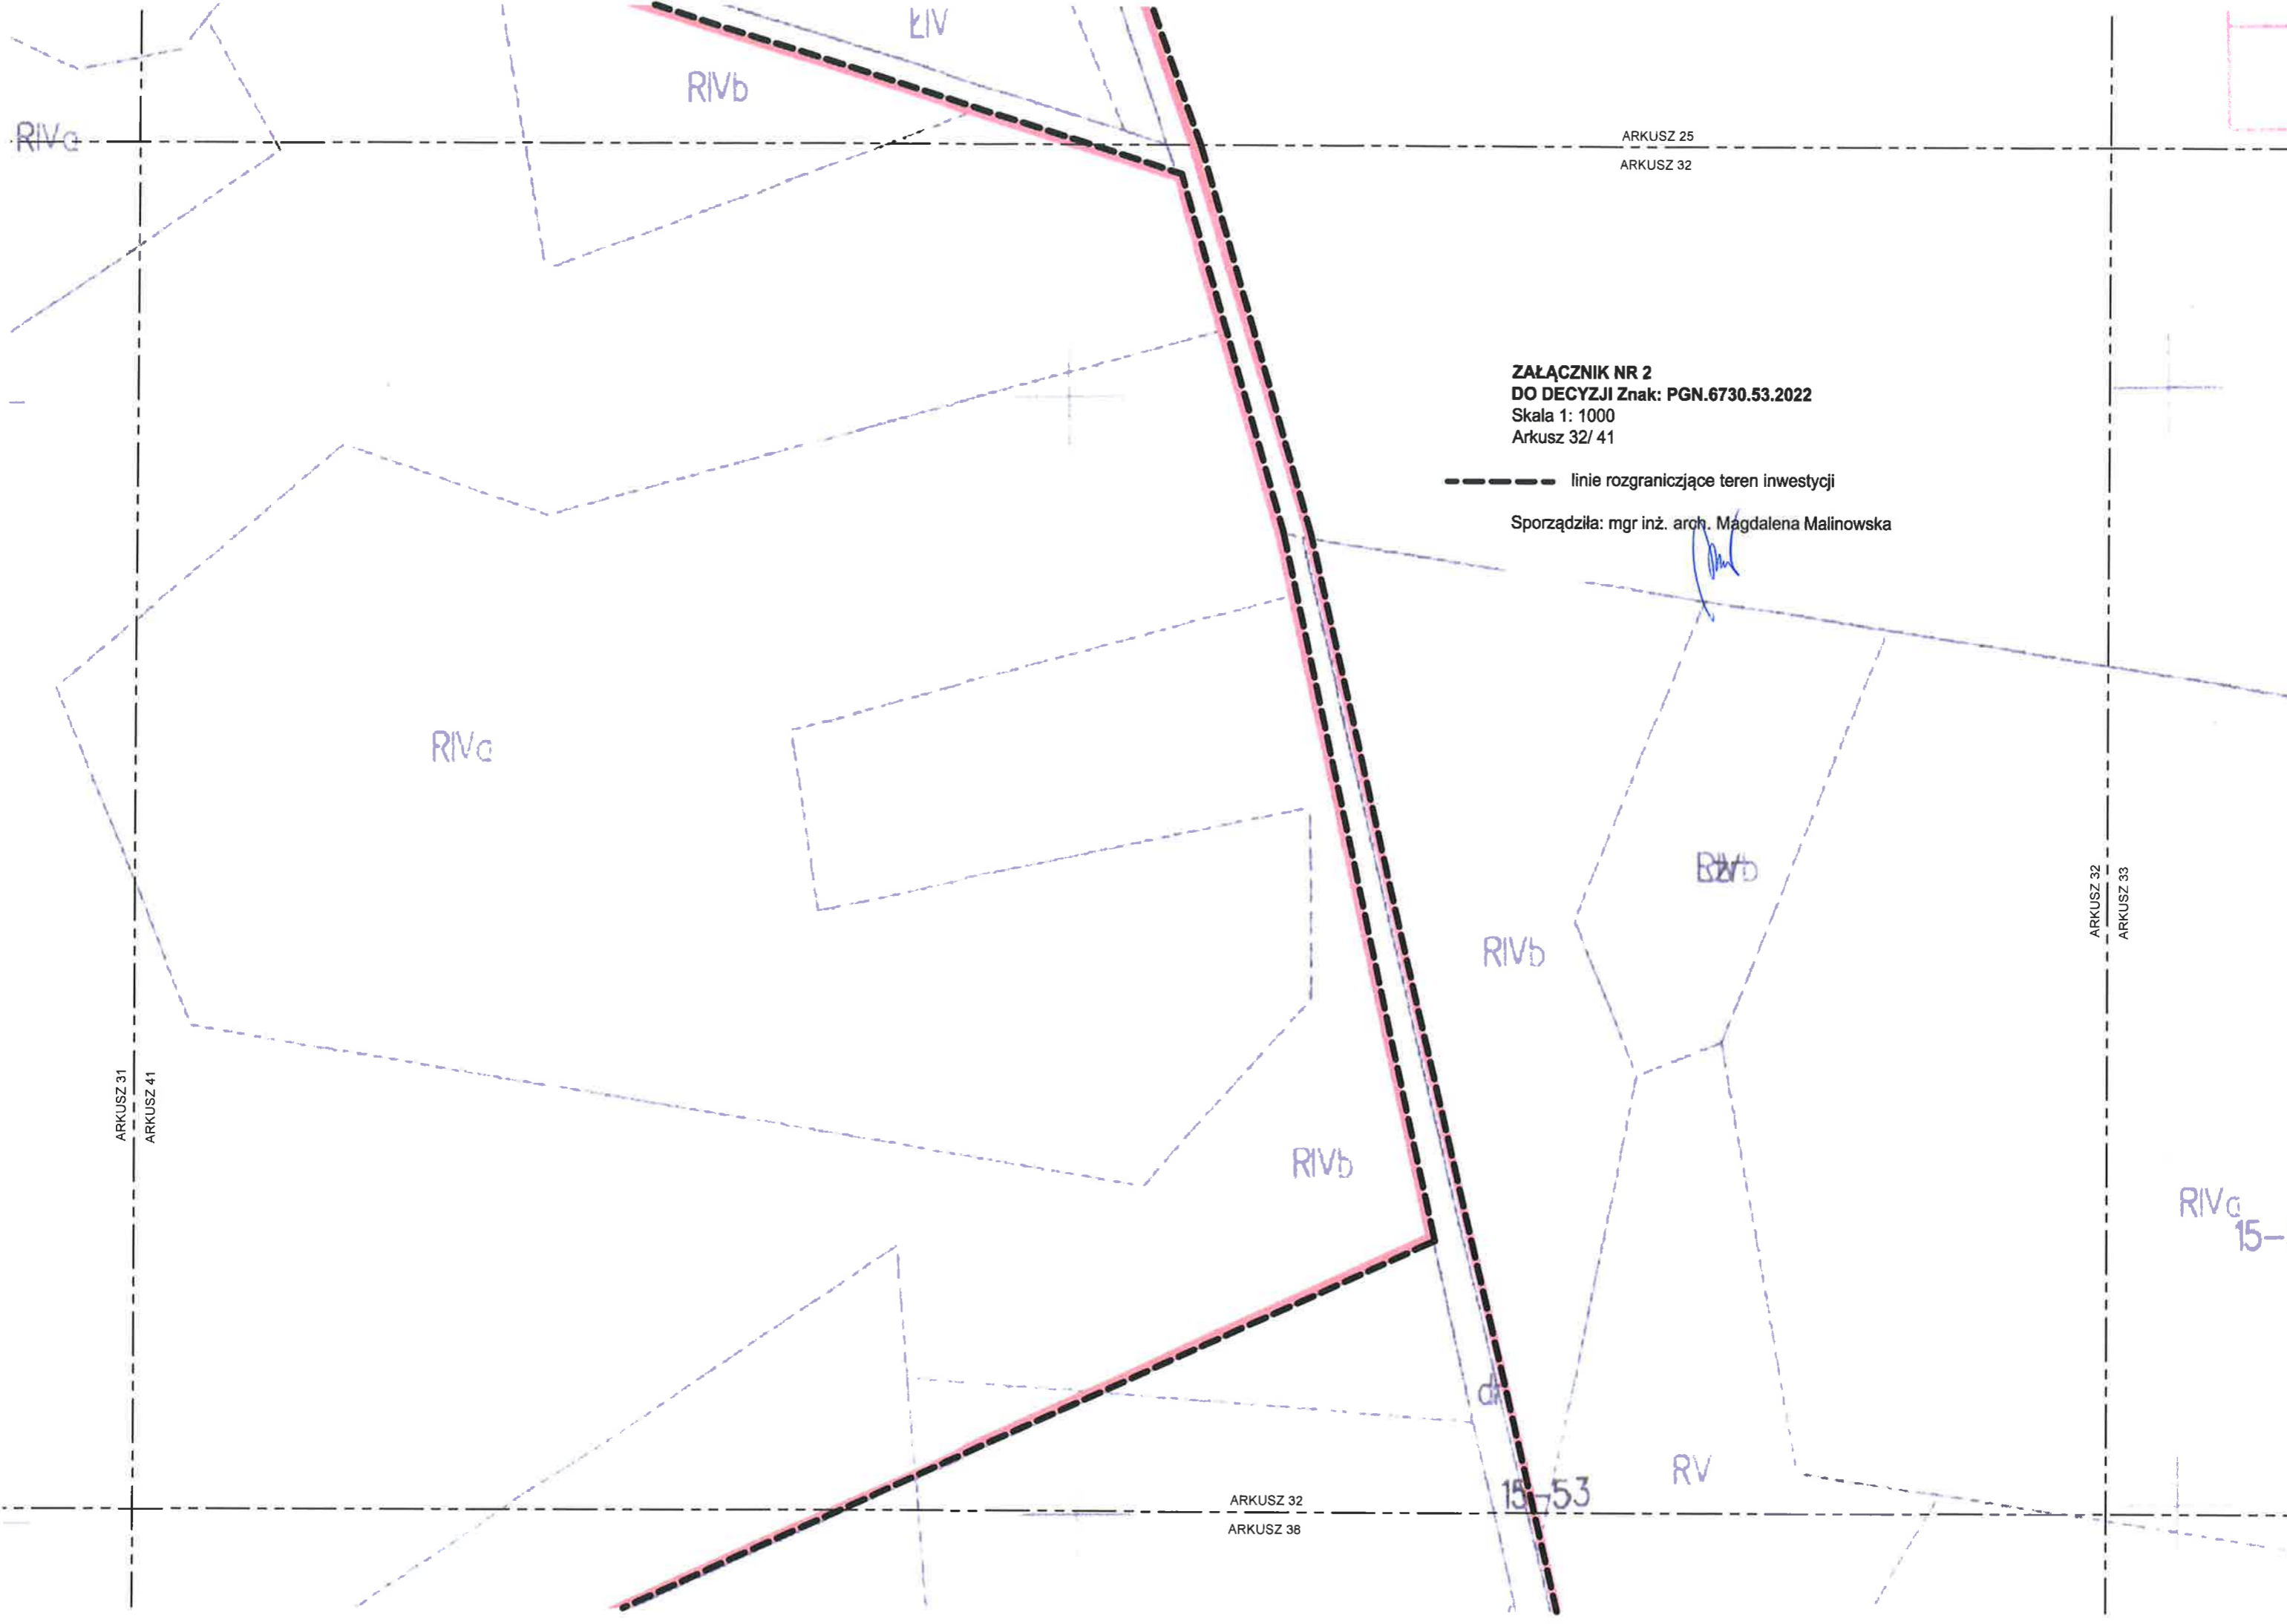 ŁIV
RIVb
RIVa
ARKUSZ 25
ARKUSZ 32
ZAŁĄCZNIK NR 2
DO DECYZJI Znak: PGN.6730.53.2022
Skala 1: 1000
Arkusz 32/ 41
linie rozgraniczjące teren inwestycji
Sporządziła: mgr inż. arch. Magdalena Malinowska
RIVa
RIVb
ARKUSZ 32
ARKUSZ 33
ARKUSZ 31
ARKUSZ 41
RIVb
RIVa
15-
dr
RV
15-53
ARKUSZ 32
ARKUSZ 38